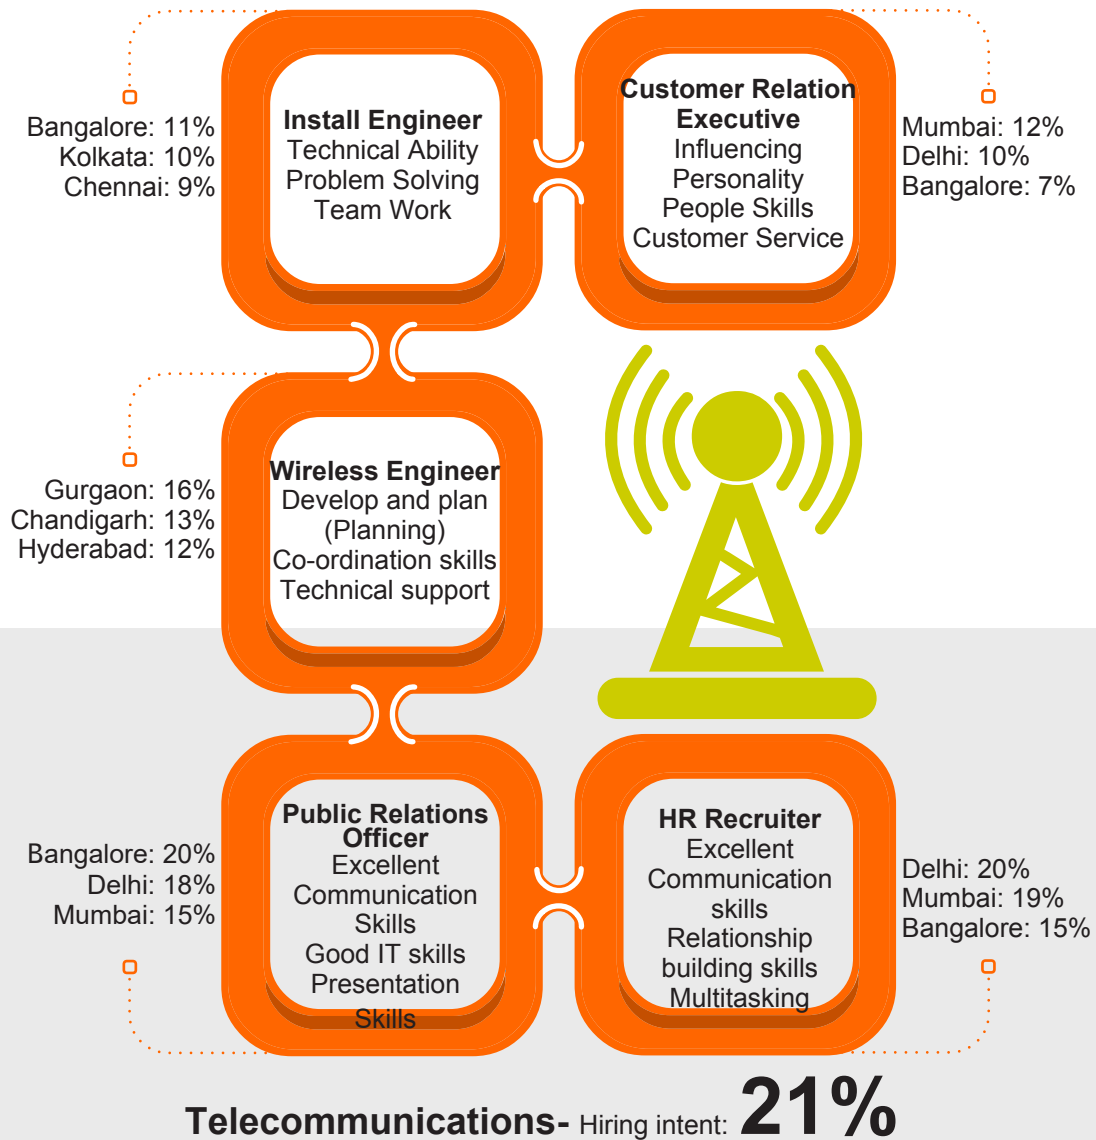 Bangalore: 11%
Kolkata: 10%
Chennai: 9%
Install Engineer
Technical Ability
Problem Solving
Team Work
Customer Relation
Executive
Influencing
Personality
People Skills
Customer Service
Mumbai: 12%
Delhi: 10%
Bangalore: 7%
Gurgaon: 16%
Chandigarh: 13%
Hyderabad: 12%
Wireless Engineer
Develop and plan
(Planning)
Co-ordination skills
Technical support
Bangalore: 20%
Delhi: 18%
Mumbai: 15%
Public Relations
Officer
Excellent
Communication
Skills
Good IT skills
Presentation
Skills
HR Recruiter
Excellent
Communication
skills
Relationship
building skills
Multitasking
Delhi: 20%
Mumbai: 19%
Bangalore: 15%
Telecommunications- Hiring intent: 21%